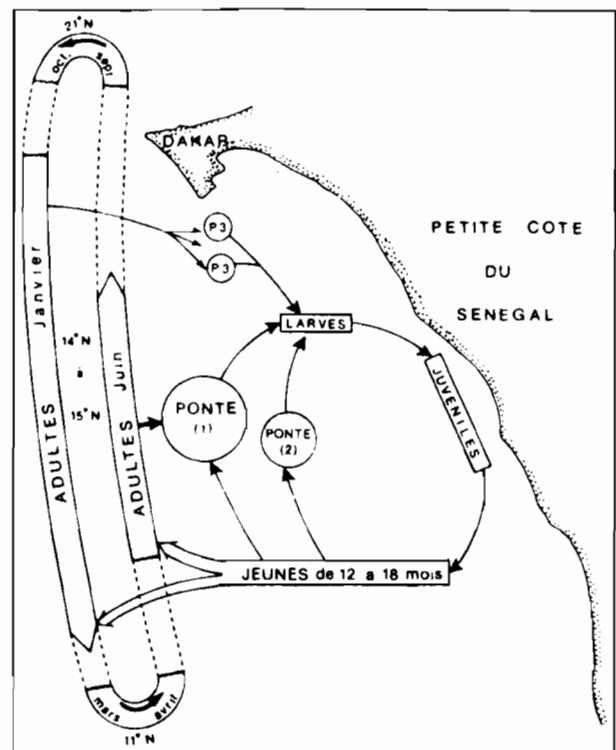 21°N
oct.
sept
DAKAR
P3
P3
PETITE COTE
DU
SENEGAL
Janvier
ADULTES
14°N
à
15°N
Juin
ADULTES
LARVES
JUVENILES
PONTE
(1)
PONTE
(2)
JEUNES de 12 à 18 mois
mars
avril
11°N